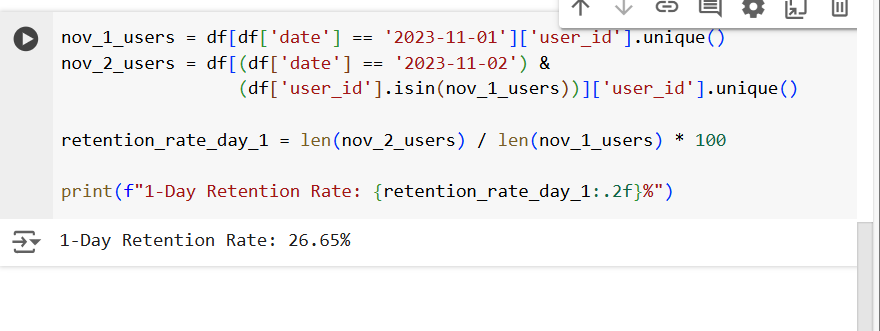 nov_1_users = df[df['date'] == '2023-11-01']['user_id'].unique()
nov_2_users = df[(df['date'] == '2023-11-02') &
(df['user_id'].isin(nov_1_users))]['user_id'].unique()
retention_rate_day_1 = len(nov_2_users) / len(nov_1_users) * 100
print(f"1-Day Retention Rate: {retention_rate_day_1:.2f}%")
1-Day Retention Rate: 26.65%